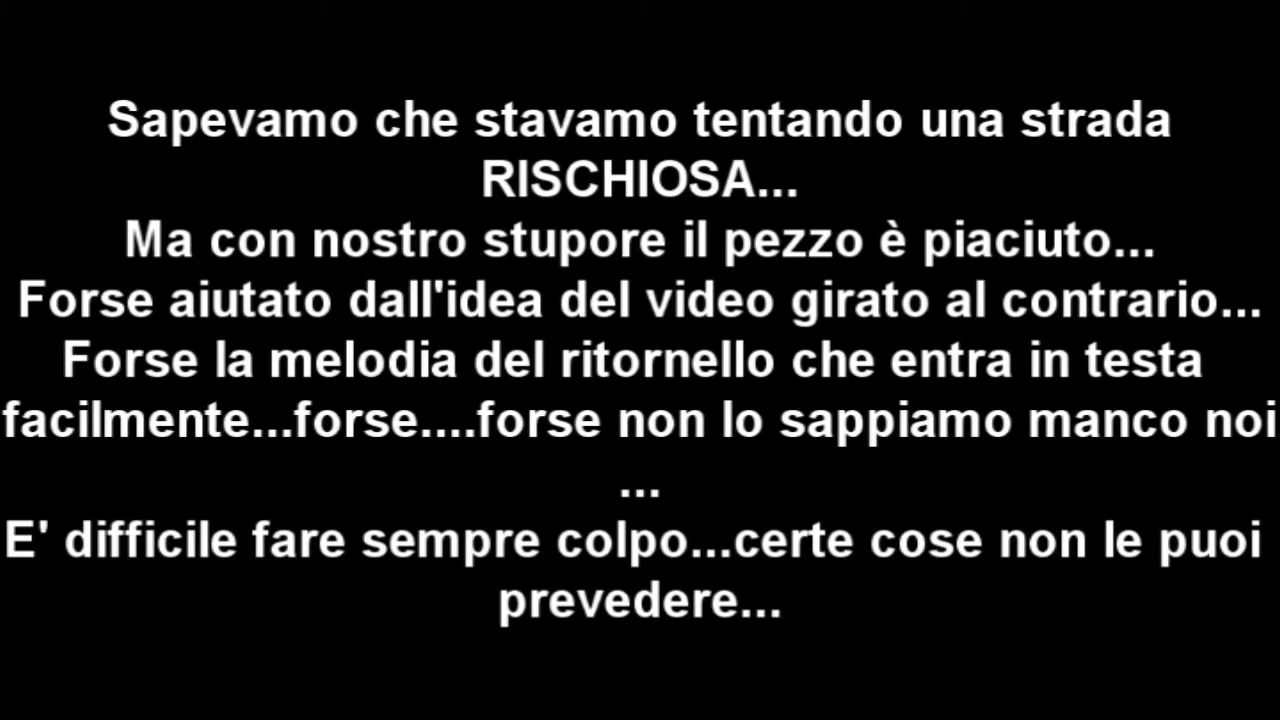 Sapevamo che stavamo tentando una strada
RISCHIOSA...
Ma con nostro stupore il pezzo è piaciuto...
Forse aiutato dall'idea del video girato al contrario...
Forse la melodia del ritornello che entra in testa
facilmente...forse....forse non lo sappiamo manco noi
...
E' difficile fare sempre colpo...certe cose non le puoi
prevedere...